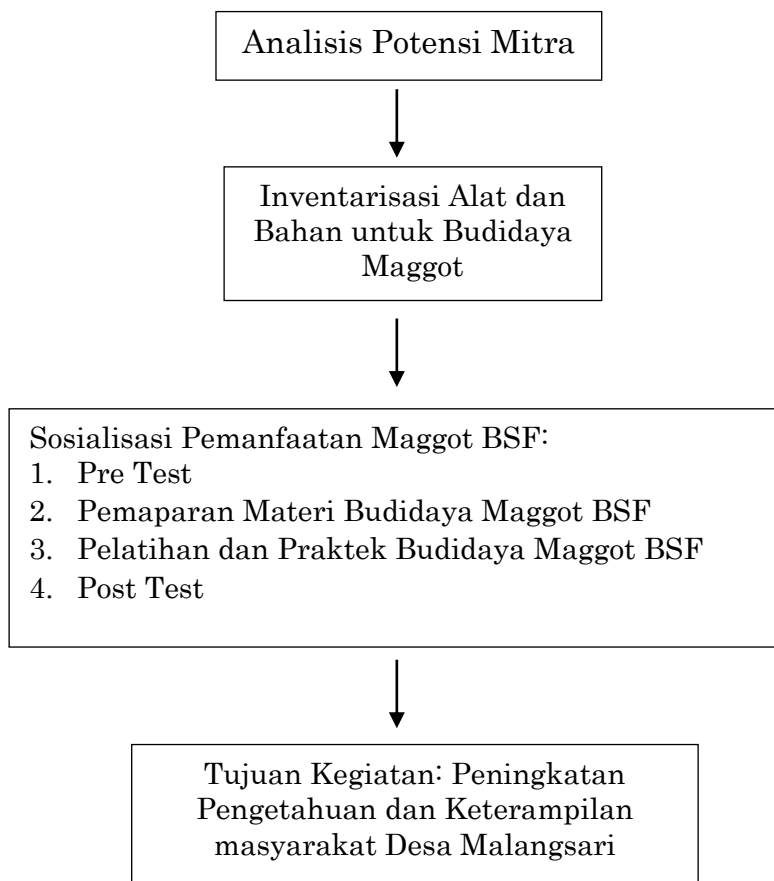 Analisis Potensi Mitra
Inventarisasi Alat dan
Bahan untuk Budidaya
Maggot
Sosialisasi Pemanfaatan Maggot BSF:
1. Pre Test
2. Pemaparan Materi Budidaya Maggot BSF
3. Pelatihan dan Praktek Budidaya Maggot BSF
4. Post Test
Tujuan Kegiatan: Peningkatan
Pengetahuan dan Keterampilan
masyarakat Desa Malangsari